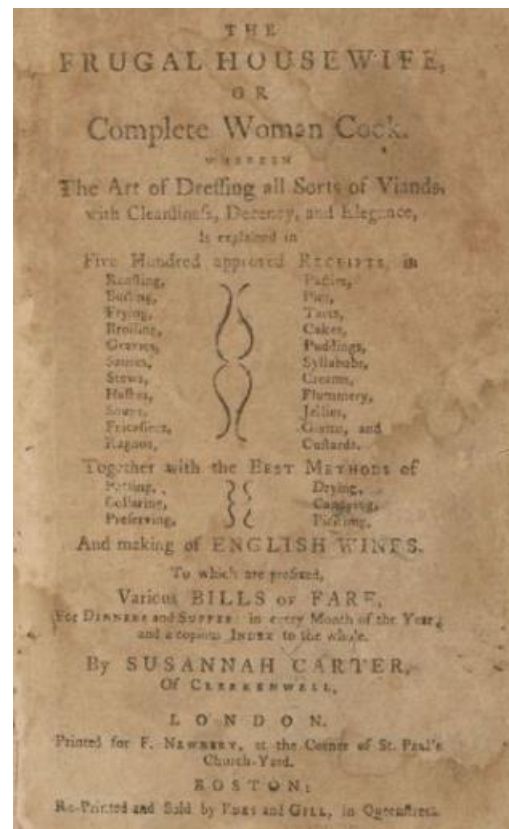 THE
FRUGAL HOUSEWIFE,
OR
Complete Woman Cook.
WHEREIN
The Art of Dreſſing all Sorts of Viands,
with Cleanlineſs, Decency, and Elegance,
Is explained in
Five Hundred approved RECEIPTS, in
Roaſting, Paſties,
Boiling, Pies,
Frying, Tarts,
Broiling, Cakes,
Gravies, Puddings,
Sauces, Syllabubs,
Stews, Creams,
Haſhes, Flummery,
Soups, Jellies,
Fricaſſees, Giams, and
Ragoos, Cuſtards.
Together with the BEST METHODS of
Potting, Drying,
Collaring, Candying,
Preſerving, Pickling,
And making of ENGLISH WINES.
To which are prefixed,
Various BILLS OF FARE,
For DINNERS and SUPPERS in every Month of the Year,
and a copious INDEX to the whole.
By SUSANNAH CARTER,
Of CLERKENWELL,
LONDON.
Printed for F. NEWBERY, at the Corner of St. Paul's
Church-Yard.
BOSTON:
Re-Printed and Sold by EDES and GILL, in Queenſtreet.